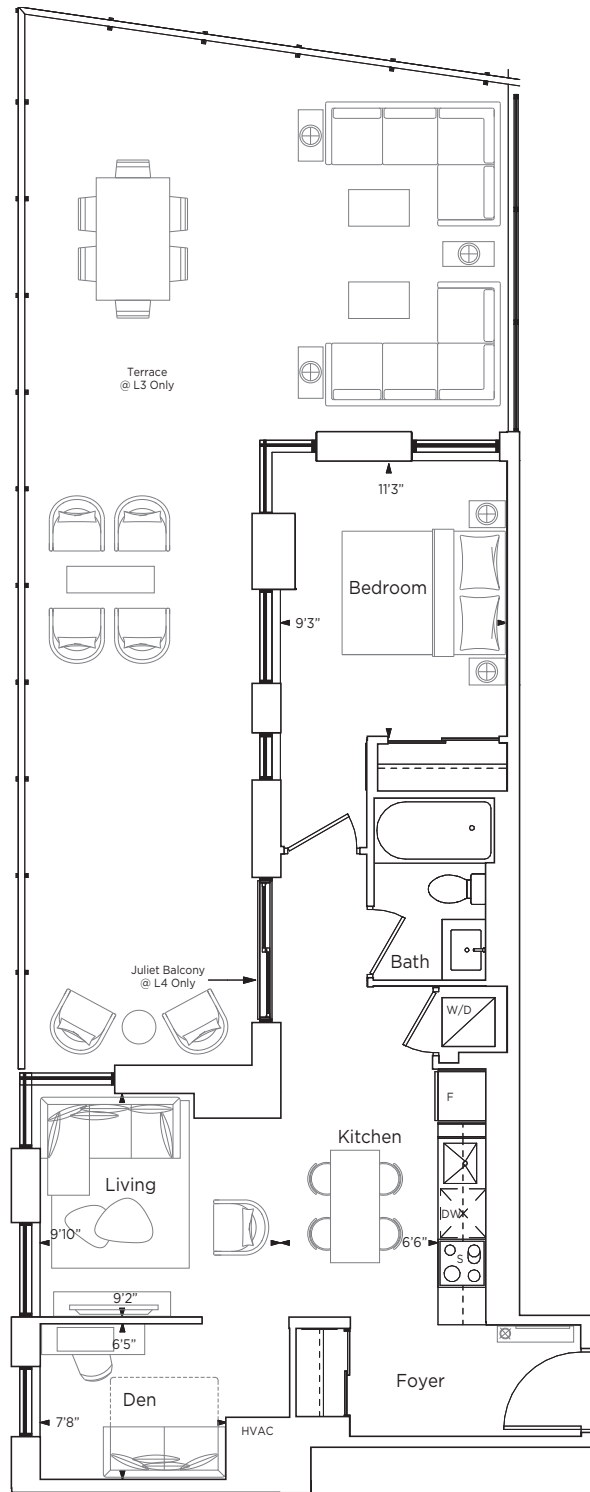 Terrace
@ L3 Only
11’3”
Bedroom
9’3”
Juliet Balcony
@ L4 Only
Bath
W/D
F
Kitchen
Living
DW
9’10”
6’6”
S
9’2”
6’5”
Foyer
Den
7’8”
HVAC